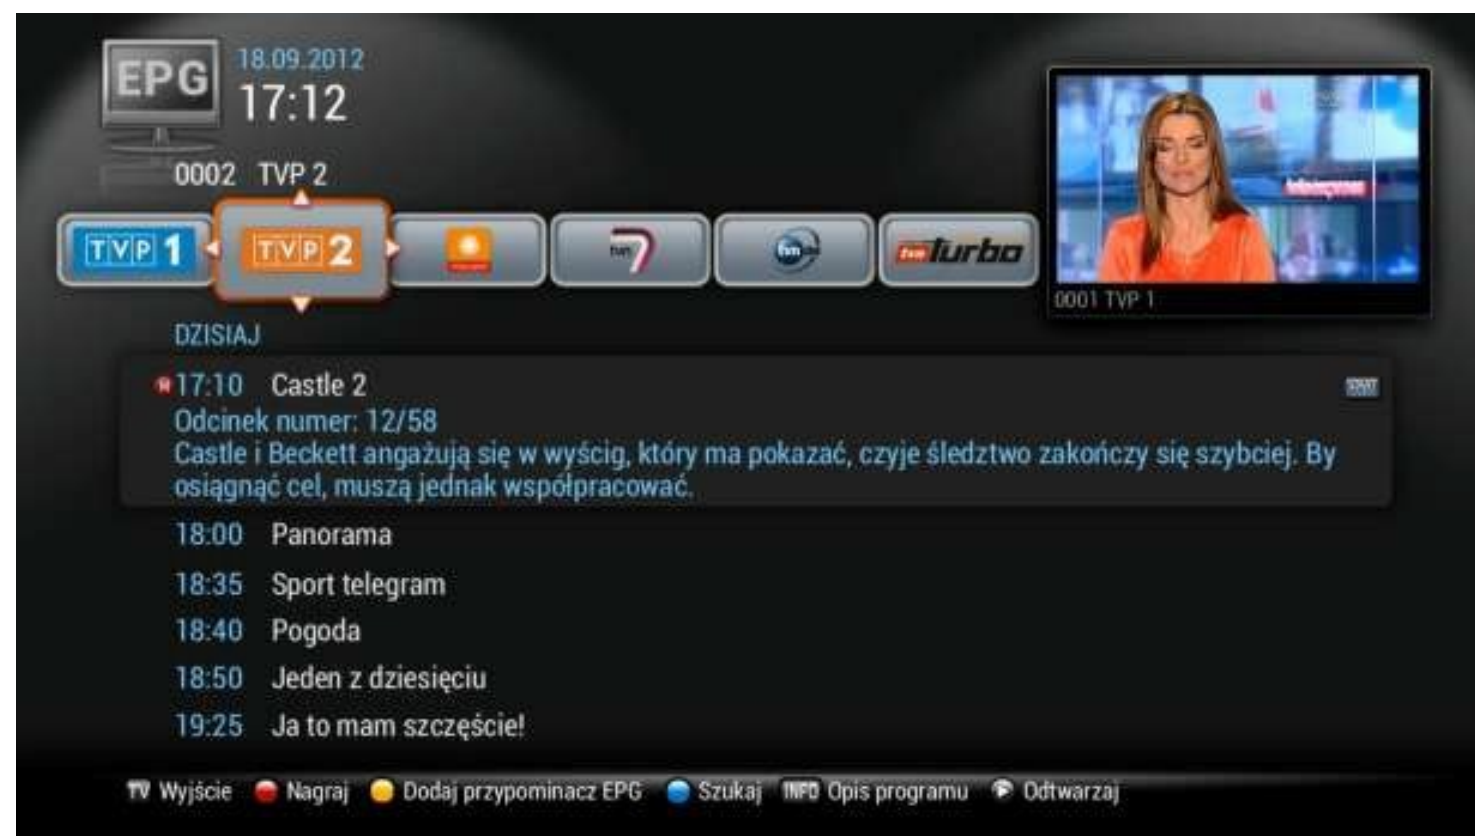 EPG
18.09.2012
17:12
0002 TVP 2
TVP 1
TVP 2
tvn 7
tvn
tvn turbo
0001 TVP 1
DZISIAJ
17:10 Castle 2
Odcinek numer: 12/58
Castle i Beckett angażują się w wyścig, który ma pokazać, czyje śledztwo zakończy się szybciej. By
osiągnąć cel, muszą jednak współpracować.
18:00 Panorama
18:35 Sport telegram
18:40 Pogoda
18:50 Jeden z dziesięciu
19:25 Ja to mam szczęście!
TV Wyjście Nagraj Dodaj przypominacz EPG Szukaj INFO Opis programu Odtwarzaj